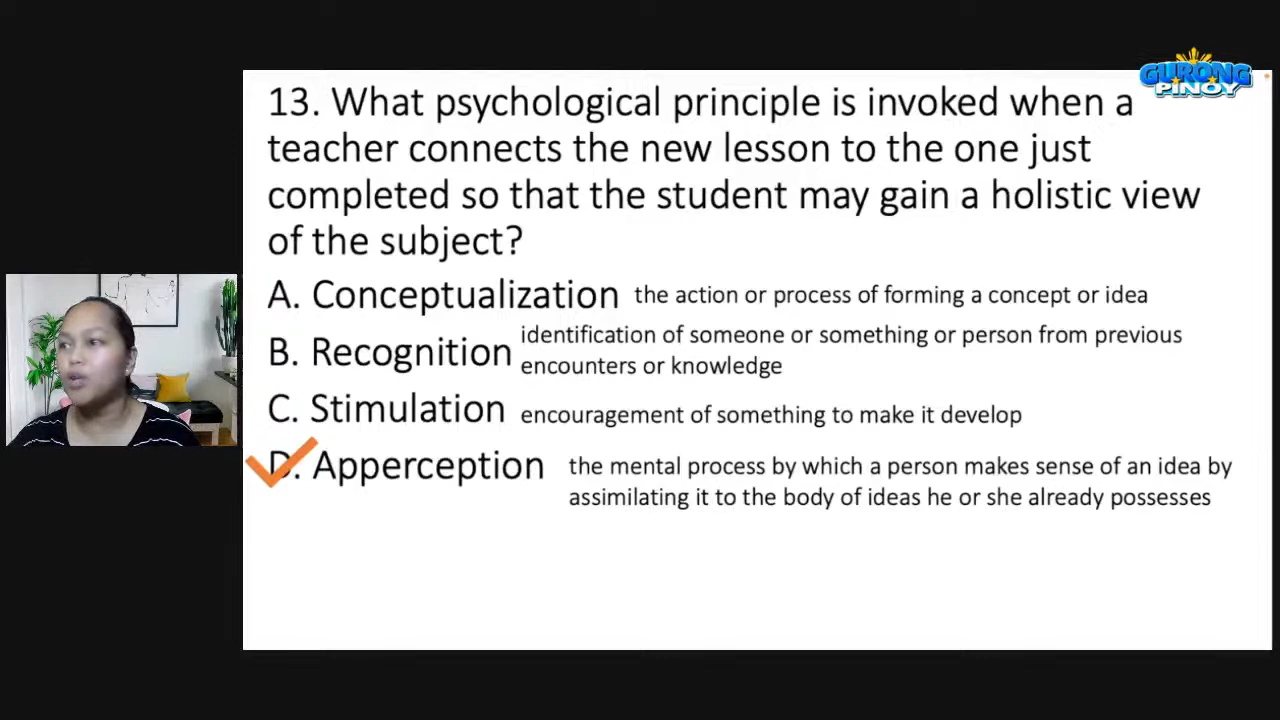 GURONG
PINOY
13. What psychological principle is invoked when a
teacher connects the new lesson to the one just
completed so that the student may gain a holistic view
of the subject?
A. Conceptualization the action or process of forming a concept or idea
B. Recognition identification of someone or something or person from previous
encounters or knowledge
C. Stimulation encouragement of something to make it develop
D. Apperception the mental process by which a person makes sense of an idea by
assimilating it to the body of ideas he or she already possesses